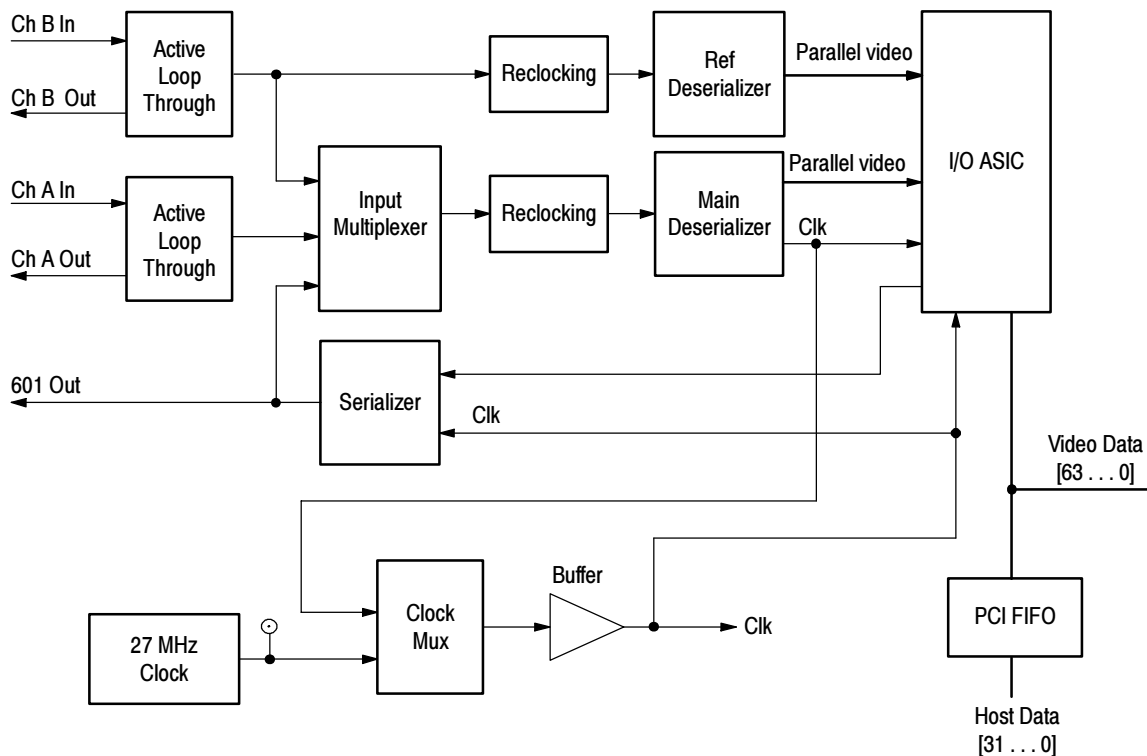 Ch B In
Active
Loop
Through
Ch B Out
Reclocking
Ref
Deserializer
Parallel video
I/O ASIC
Ch A In
Active
Loop
Through
Ch A Out
Input
Multiplexer
Reclocking
Main
Deserializer
Parallel video
Clk
601 Out
Serializer
Clk
Video Data
[63 . . . 0]
27 MHz
Clock
Clock
Mux
Buffer
Clk
PCI FIFO
Host Data
[31 . . . 0]